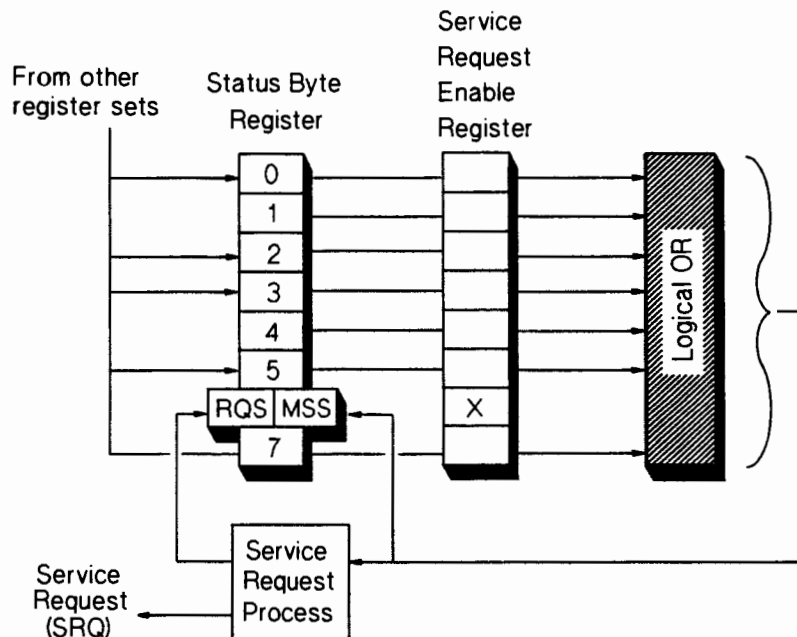 Service
Request
Enable
Register
From other
register sets
Status Byte
Register
0
1
2
3
4
5
RQS MSS
X
7
Logical OR
Service
Request
Process
Service
Request
(SRQ)